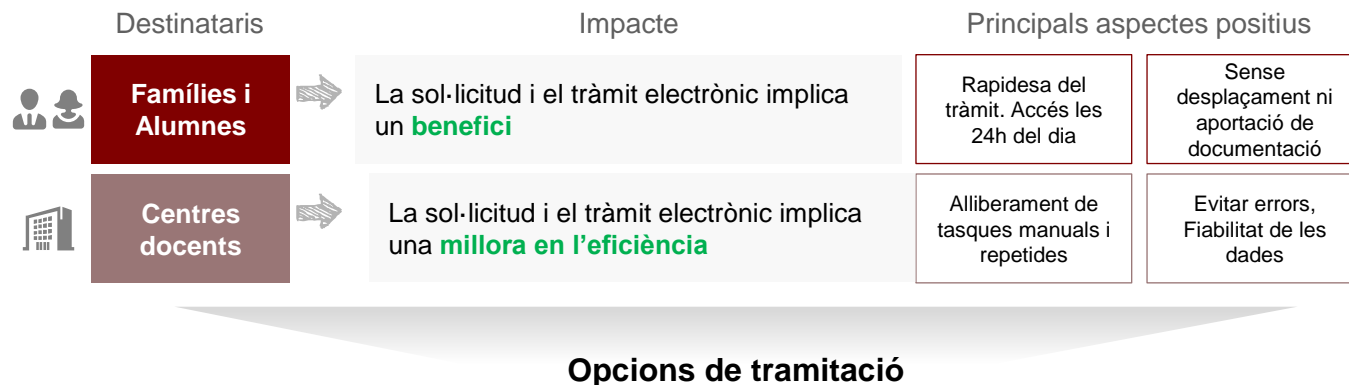 Destinataris
Impacte
Principals aspectes positius
Famílies i
Alumnes
La sol·licitud i el tràmit electrònic implica
un benefici
Rapidesa del
tràmit. Accés les
24h del dia
Sense
desplaçament ni
aportació de
documentació
Centres
docents
La sol·licitud i el tràmit electrònic implica
una millora en l'eficiència
Alliberament de
tasques manuals i
repetides
Evitar errors,
Fiabilitat de les
dades
Opcions de tramitació